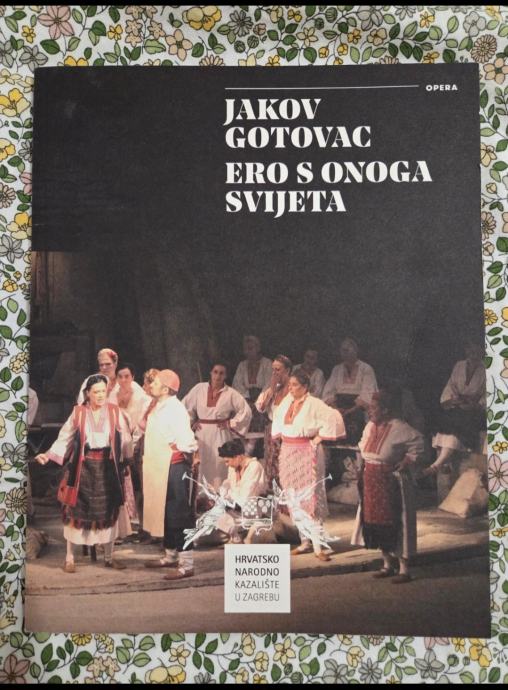 OPERA
JAKOV
GOTOVAC
ERO S ONOGA
SVIJETA
HRVATSKO
NARODNO
KAZALIŠTE
U ZAGREBU